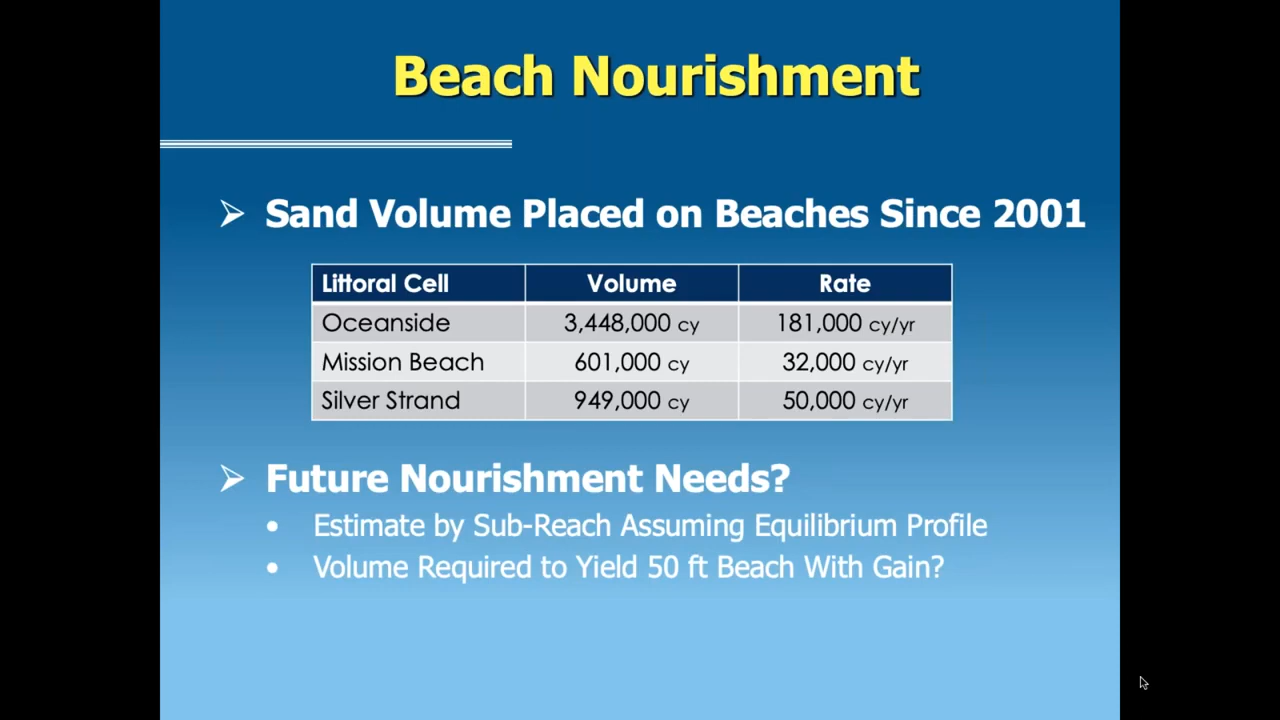 Beach Nourishment
Sand Volume Placed on Beaches Since 2001
Littoral Cell Volume Rate
Oceanside 3,448,000 cy 181,000 cy/yr
Mission Beach 601,000 cy 32,000 cy/yr
Silver Strand 949,000 cy 50,000 cy/yr
Future Nourishment Needs?
Estimate by Sub-Reach Assuming Equilibrium Profile
Volume Required to Yield 50 ft Beach With Gain?